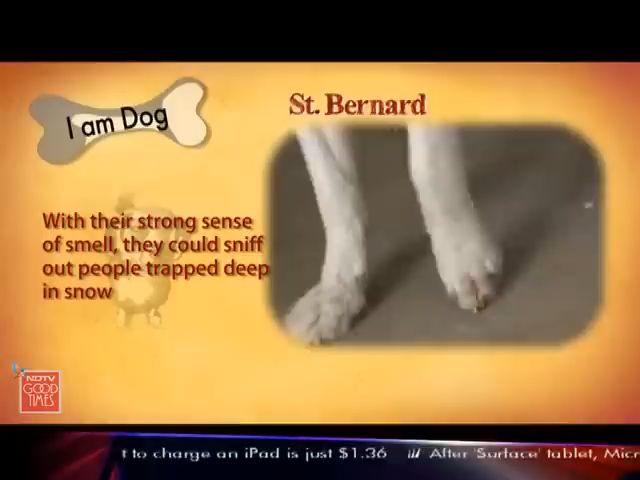 I am Dog
St. Bernard
With their strong sense
of smell, they could sniff
out people trapped deep
in snow
NDTV
GOOD
TIMES
t to charge an iPad is just $1.36 After 'Surface' tablet, Micr